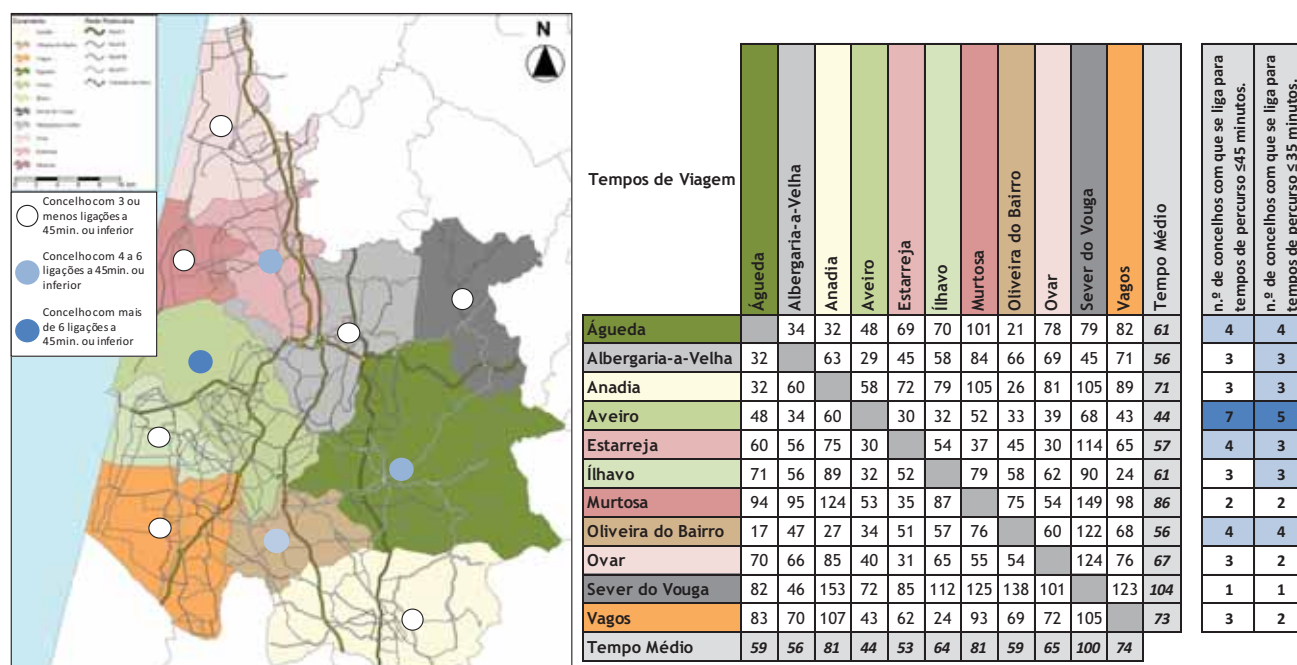 N
Concelho com 3 ou
menos ligações a
45min. ou inferior
Concelho com 4 a 6
ligações a 45min. ou
inferior
Concelho com mais
de 6 ligações a
45min. ou inferior
Tempos de Viagem
Águeda
Albergaria-a-Velha
Anadia
Aveiro
Estarreja
Ílhavo
Murtosa
Oliveira do Bairro
Ovar
Sever do Vouga
Vagos
Tempo Médio
n.º de concelhos com que se liga para
tempos de percurso ≤45 minutos.
n.º de concelhos com que se liga para
tempos de percurso ≤ 35 minutos.
Águeda 34 32 48 69 70 101 21 78 79 82 61 4 4
Albergaria-a-Velha 32 63 29 45 58 84 66 69 45 71 56 3 3
Anadia 32 60 58 72 79 105 26 81 105 89 71 3 3
Aveiro 48 34 60 30 32 52 33 39 68 43 44 7 5
Estarreja 60 56 75 30 54 37 45 30 114 65 57 4 3
Ílhavo 71 56 89 32 52 79 58 62 90 24 61 3 3
Murtosa 94 95 124 53 35 87 75 54 149 98 86 2 2
Oliveira do Bairro 17 47 27 34 51 57 76 60 122 68 56 4 4
Ovar 70 66 85 40 31 65 55 54 124 76 67 3 2
Sever do Vouga 82 46 153 72 85 112 125 138 101 123 104 1 1
Vagos 83 70 107 43 62 24 93 69 72 105 73 3 2
Tempo Médio 59 56 81 44 53 64 81 59 65 100 74